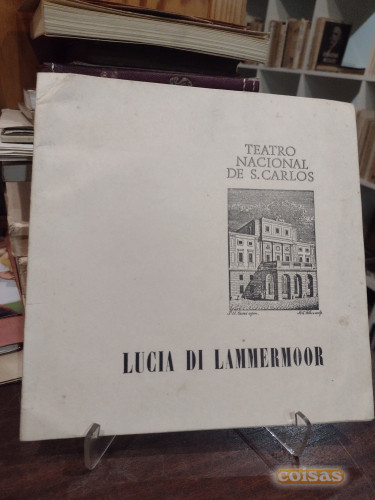 TEATRO
NACIONAL
DE S. CARLOS
LUCIA DI LAMMERMOOR
coisas